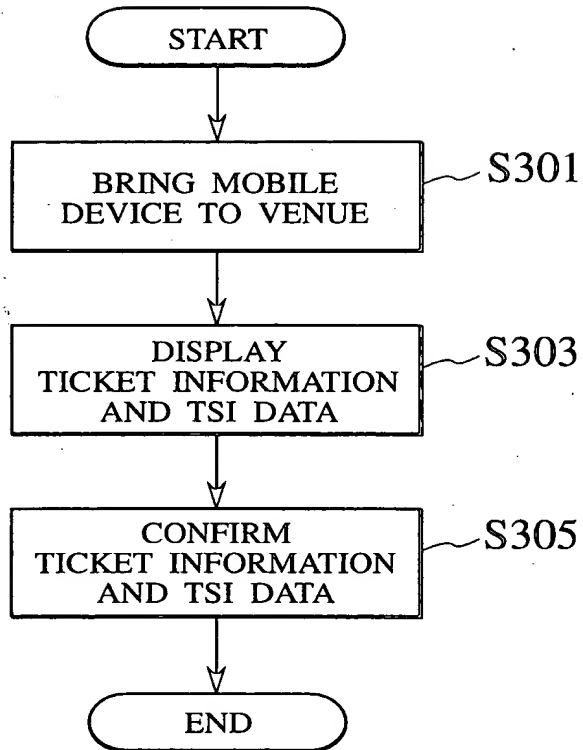 START
BRING MOBILE
DEVICE TO VENUE
S301
DISPLAY
TICKET INFORMATION
AND TSI DATA
S303
CONFIRM
TICKET INFORMATION
AND TSI DATA
S305
END